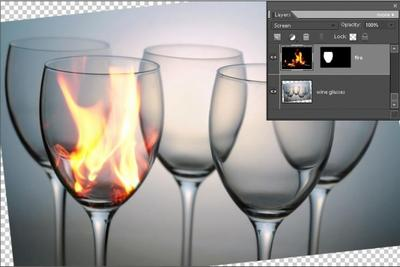 Layers
Screen Opacity: 100%
Lock:
fire
wine glasses